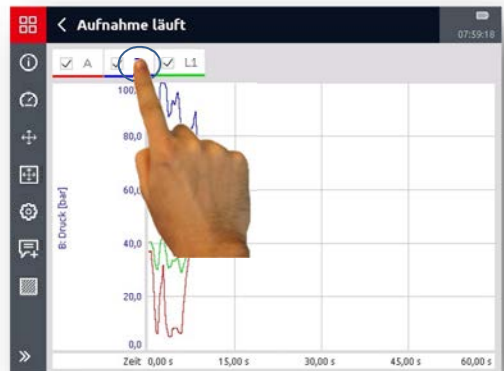 Aufnahme läuft
07:59:18
A
L1
100,
80,0
60,
40,0
20,0
0,0
B: Druck [bar]
Zeit 0,00 s 15,00 s 30,00 s 45,00 s 60,00 s